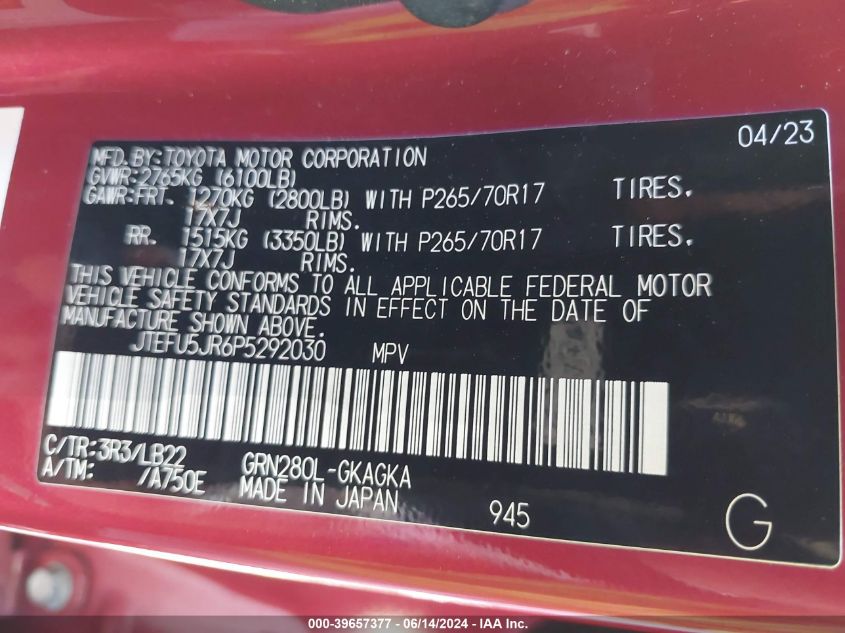 04/23
MFD. BY: TOYOTA MOTOR CORPORATION
GVWR: 2765KG (6100LB)
GAWR: FRT. 1270KG (2800LB) WITH P265/70R17 TIRES.
17X7J RIMS.
RR. 1515KG (3350LB) WITH P265/70R17 TIRES.
17X7J RIMS.
THIS VEHICLE CONFORMS TO ALL APPLICABLE FEDERAL MOTOR
VEHICLE SAFETY STANDARDS IN EFFECT ON THE DATE OF
MANUFACTURE SHOWN ABOVE.
JTEFU5JR6P5292030 MPV
C/TR: 3R3/LB22 GRN280L-GKAGKA
A/TM: /A750E MADE IN JAPAN 945
G
000-39657377 - 06/14/2024 - IAA Inc.